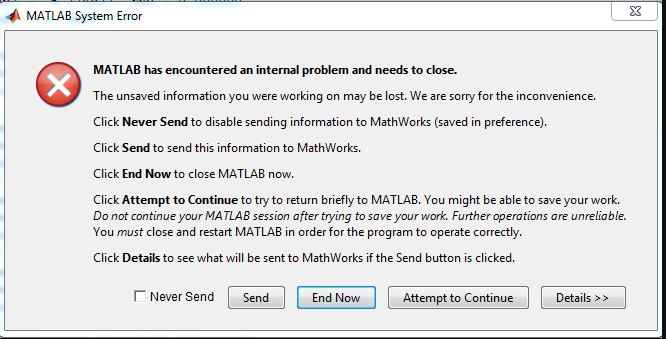 MATLAB System Error
MATLAB has encountered an internal problem and needs to close.
The unsaved information you were working on may be lost. We are sorry for the inconvenience.
Click Never Send to disable sending information to MathWorks (saved in preference).
Click Send to send this information to MathWorks.
Click End Now to close MATLAB now.
Click Attempt to Continue to try to return briefly to MATLAB. You might be able to save your work.
Do not continue your MATLAB session after trying to save your work. Further operations are unreliable.
You must close and restart MATLAB in order for the program to operate correctly.
Click Details to see what will be sent to MathWorks if the Send button is clicked.
Never Send Send End Now Attempt to Continue Details >>